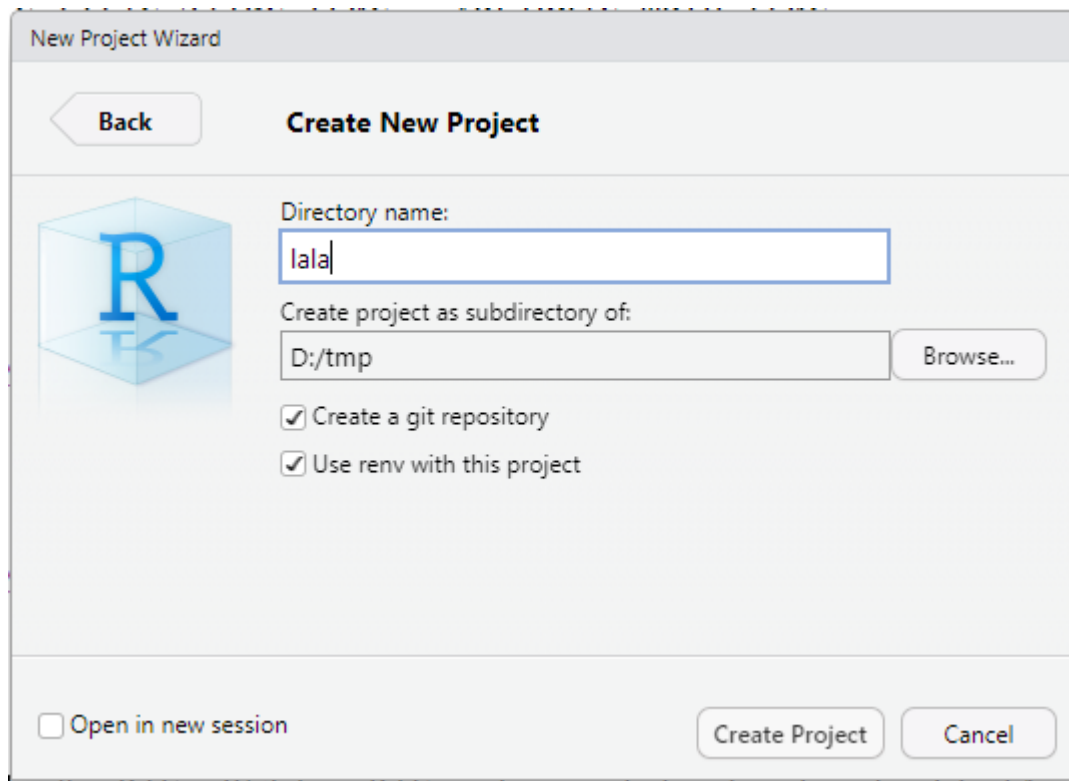 New Project Wizard
Back
Create New Project
R
Directory name:
lala
Create project as subdirectory of:
D:/tmp
Browse...
Create a git repository
Use renv with this project
Open in new session
Create Project
Cancel